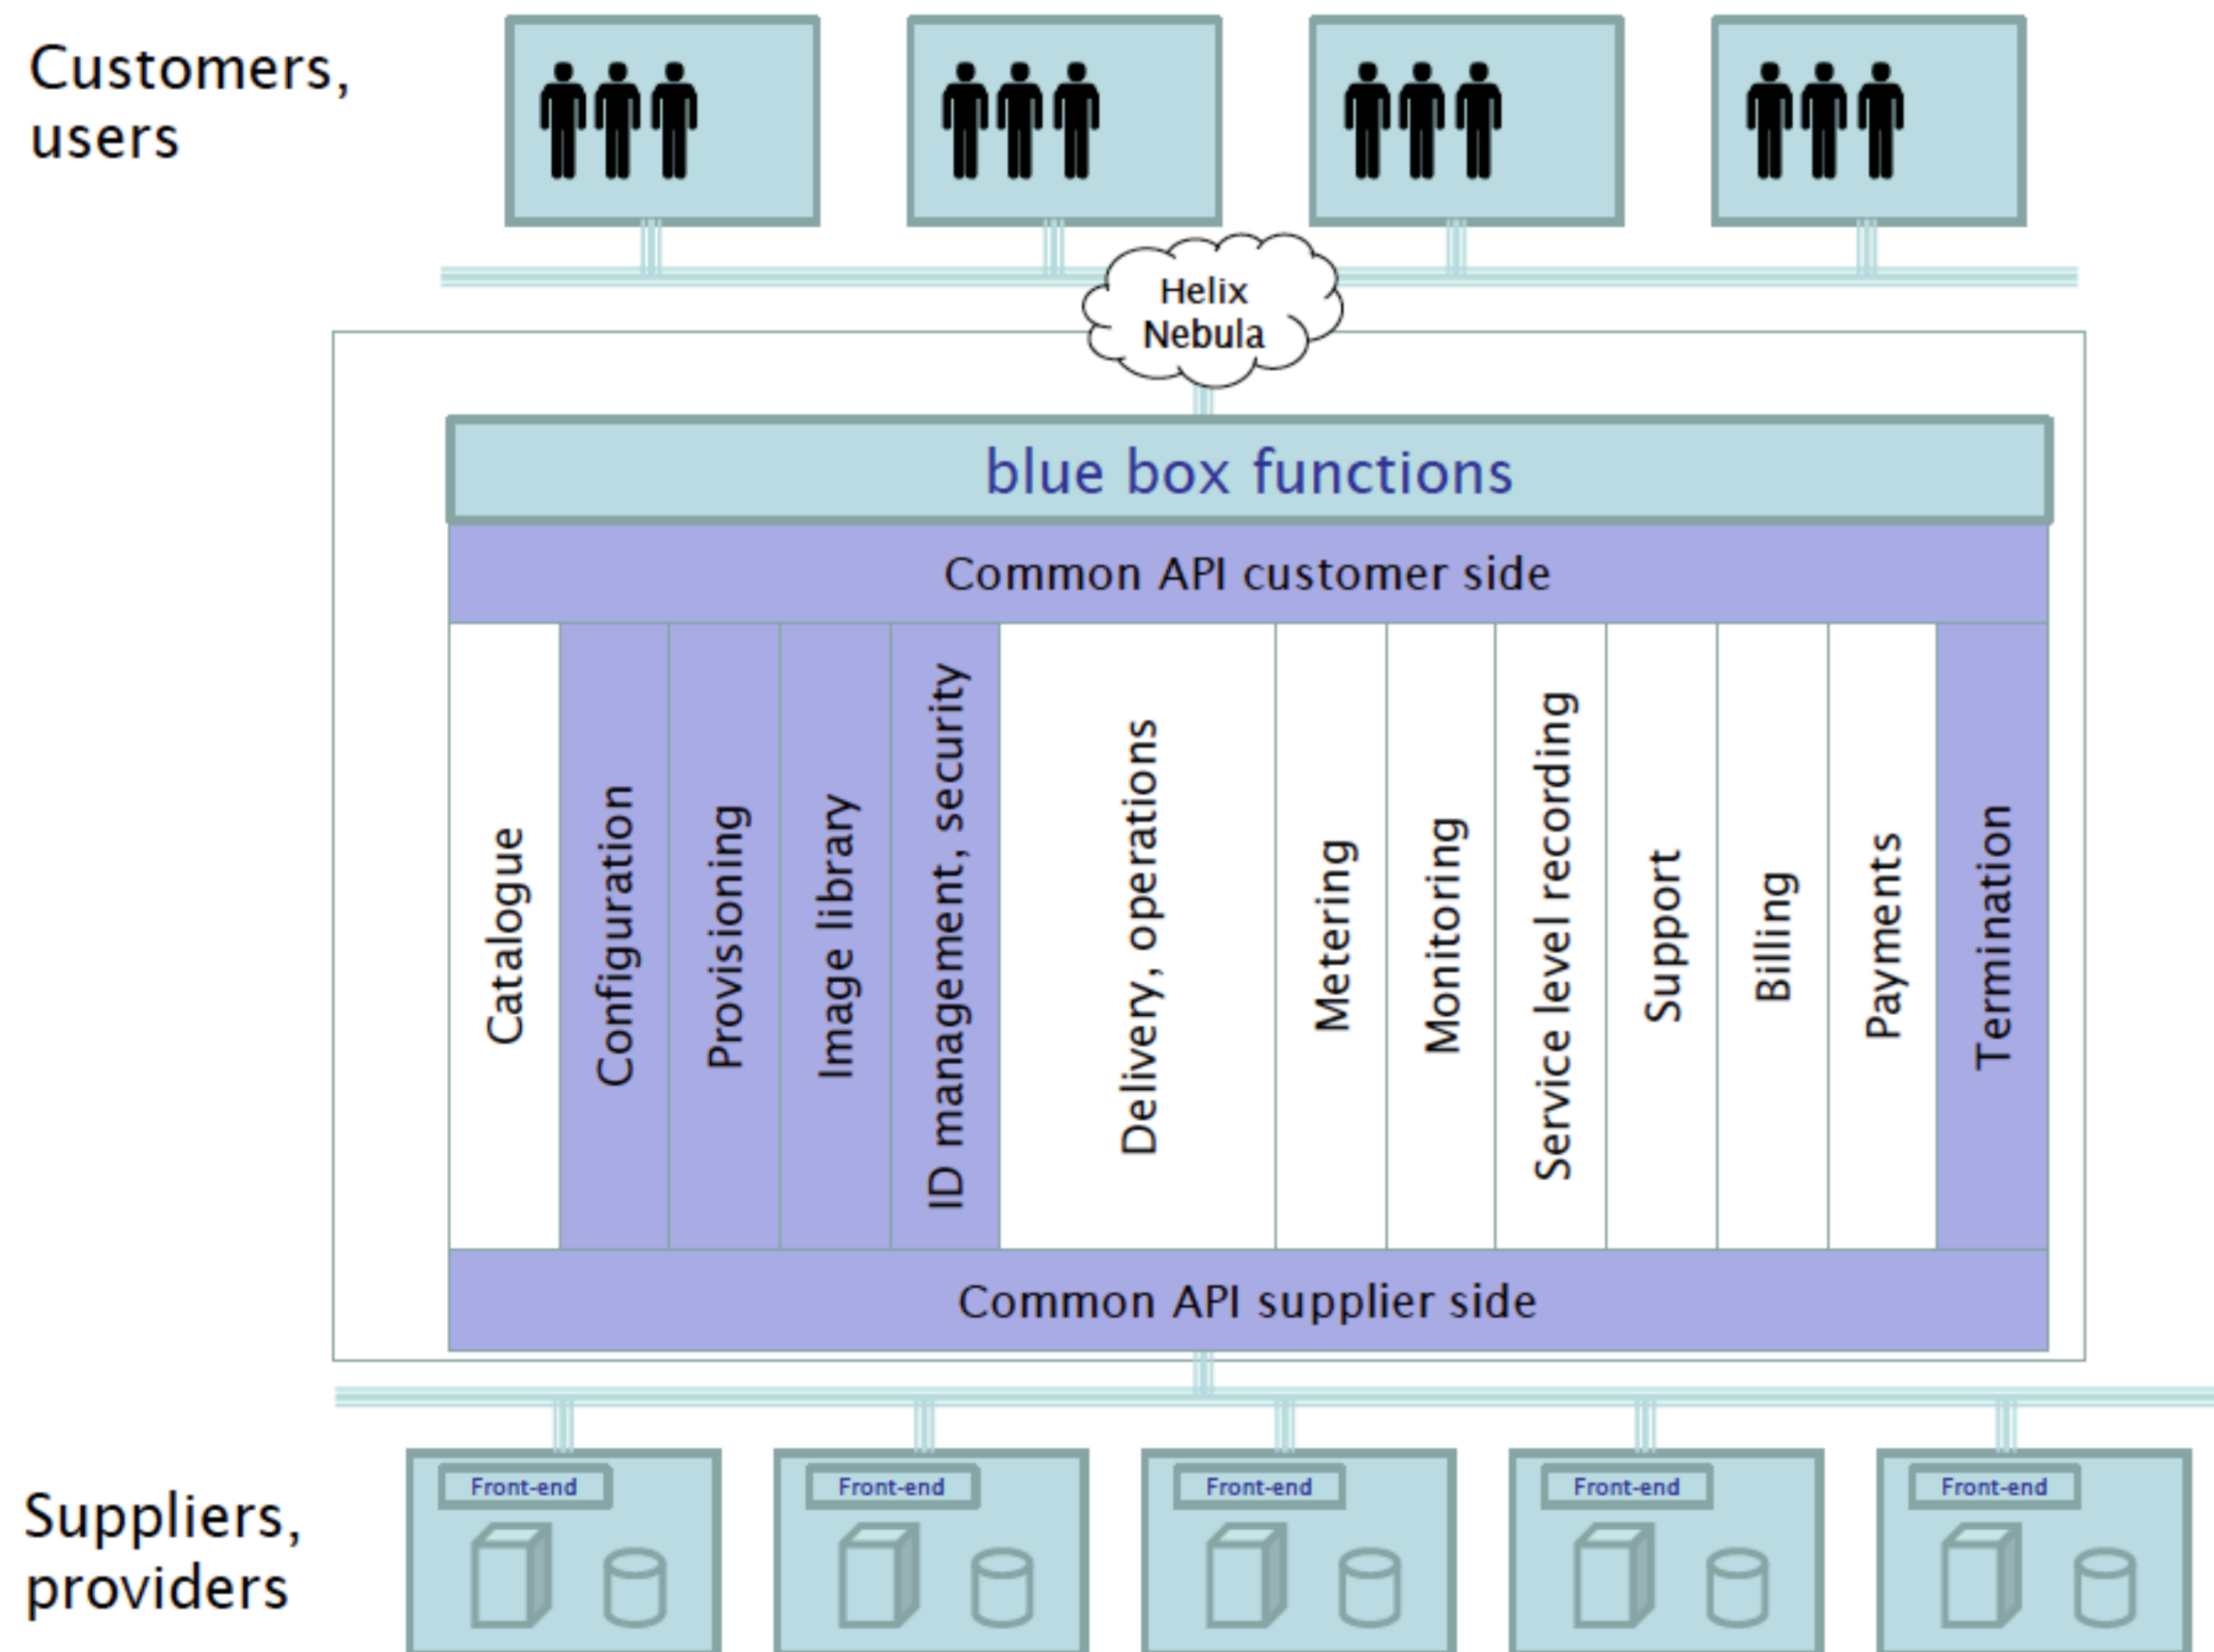 Customers,
users
Helix
Nebula
blue box functions
Common API customer side
Catalogue
Configuration
Provisioning
Image library
ID management, security
Delivery, operations
Metering
Monitoring
Service level recording
Support
Billing
Payments
Termination
Common API supplier side
Suppliers,
providers
Front-end
Front-end
Front-end
Front-end
Front-end